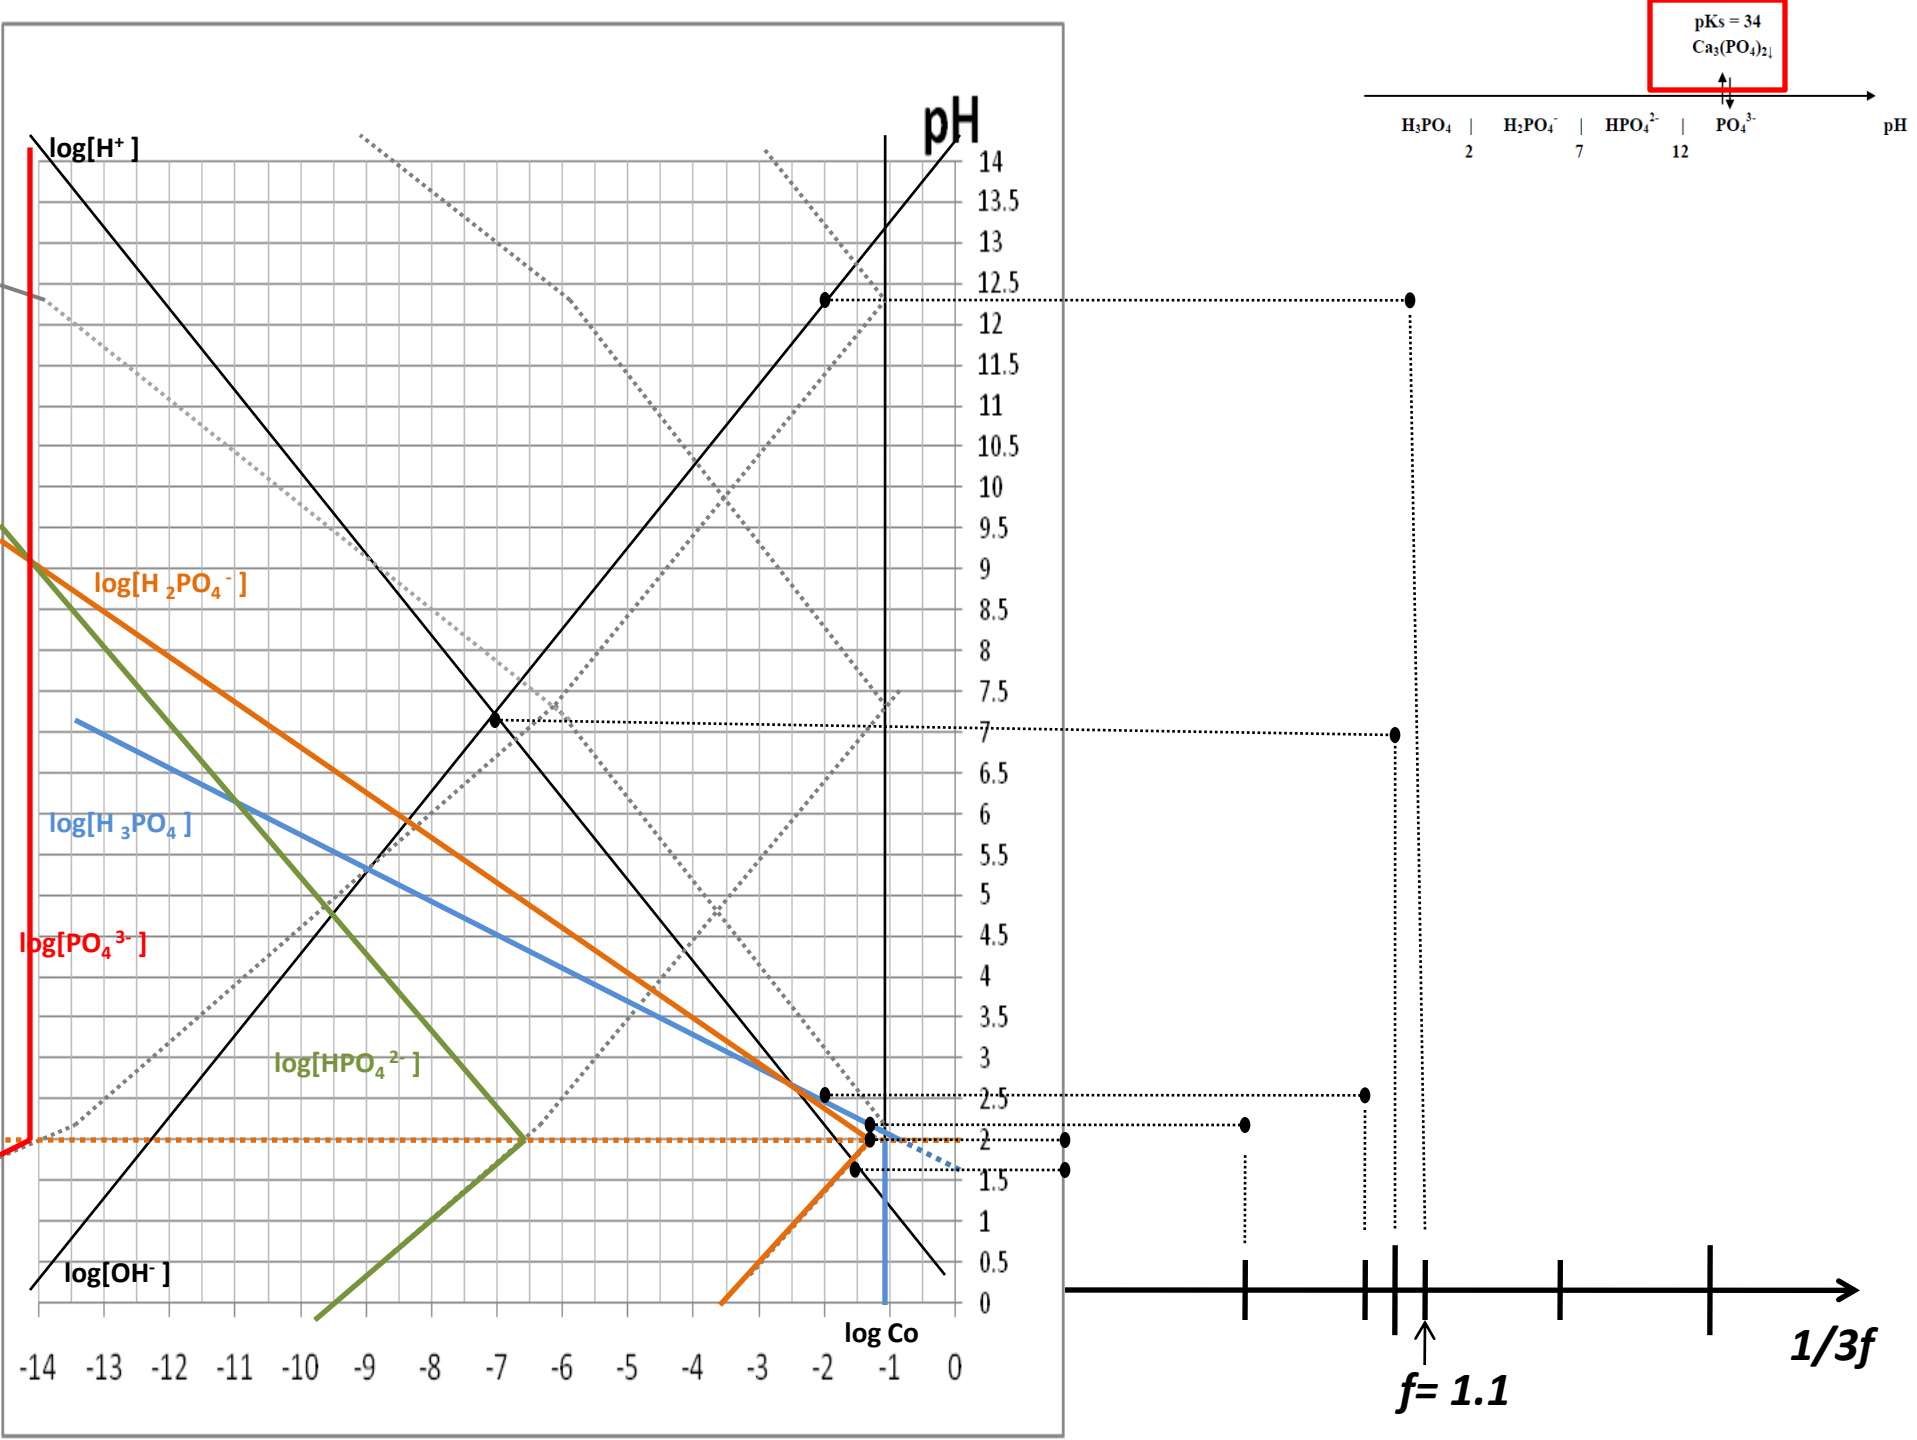 pKs = 34
Ca₃(PO₄)₂↓
H₃PO₄ | H₂PO₄⁻ | HPO₄²⁻ | PO₄³⁻ pH
2 7 12
pH
log[H⁺ ]
14
13.5
13
12.5
12
11.5
11
10.5
10
9.5
9
log[H ₂PO₄ ⁻ ]
8.5
8
7.5
7
6.5
6
log[H ₃PO₄ ]
5.5
5
log[PO₄ ³⁻ ]
4.5
4
3.5
3
log[HPO₄ ²⁻ ]
2.5
2
1.5
1
log[OH⁻ ]
0.5
0
log Co
-14 -13 -12 -11 -10 -9 -8 -7 -6 -5 -4 -3 -2 -1 0
1/3f
f= 1.1